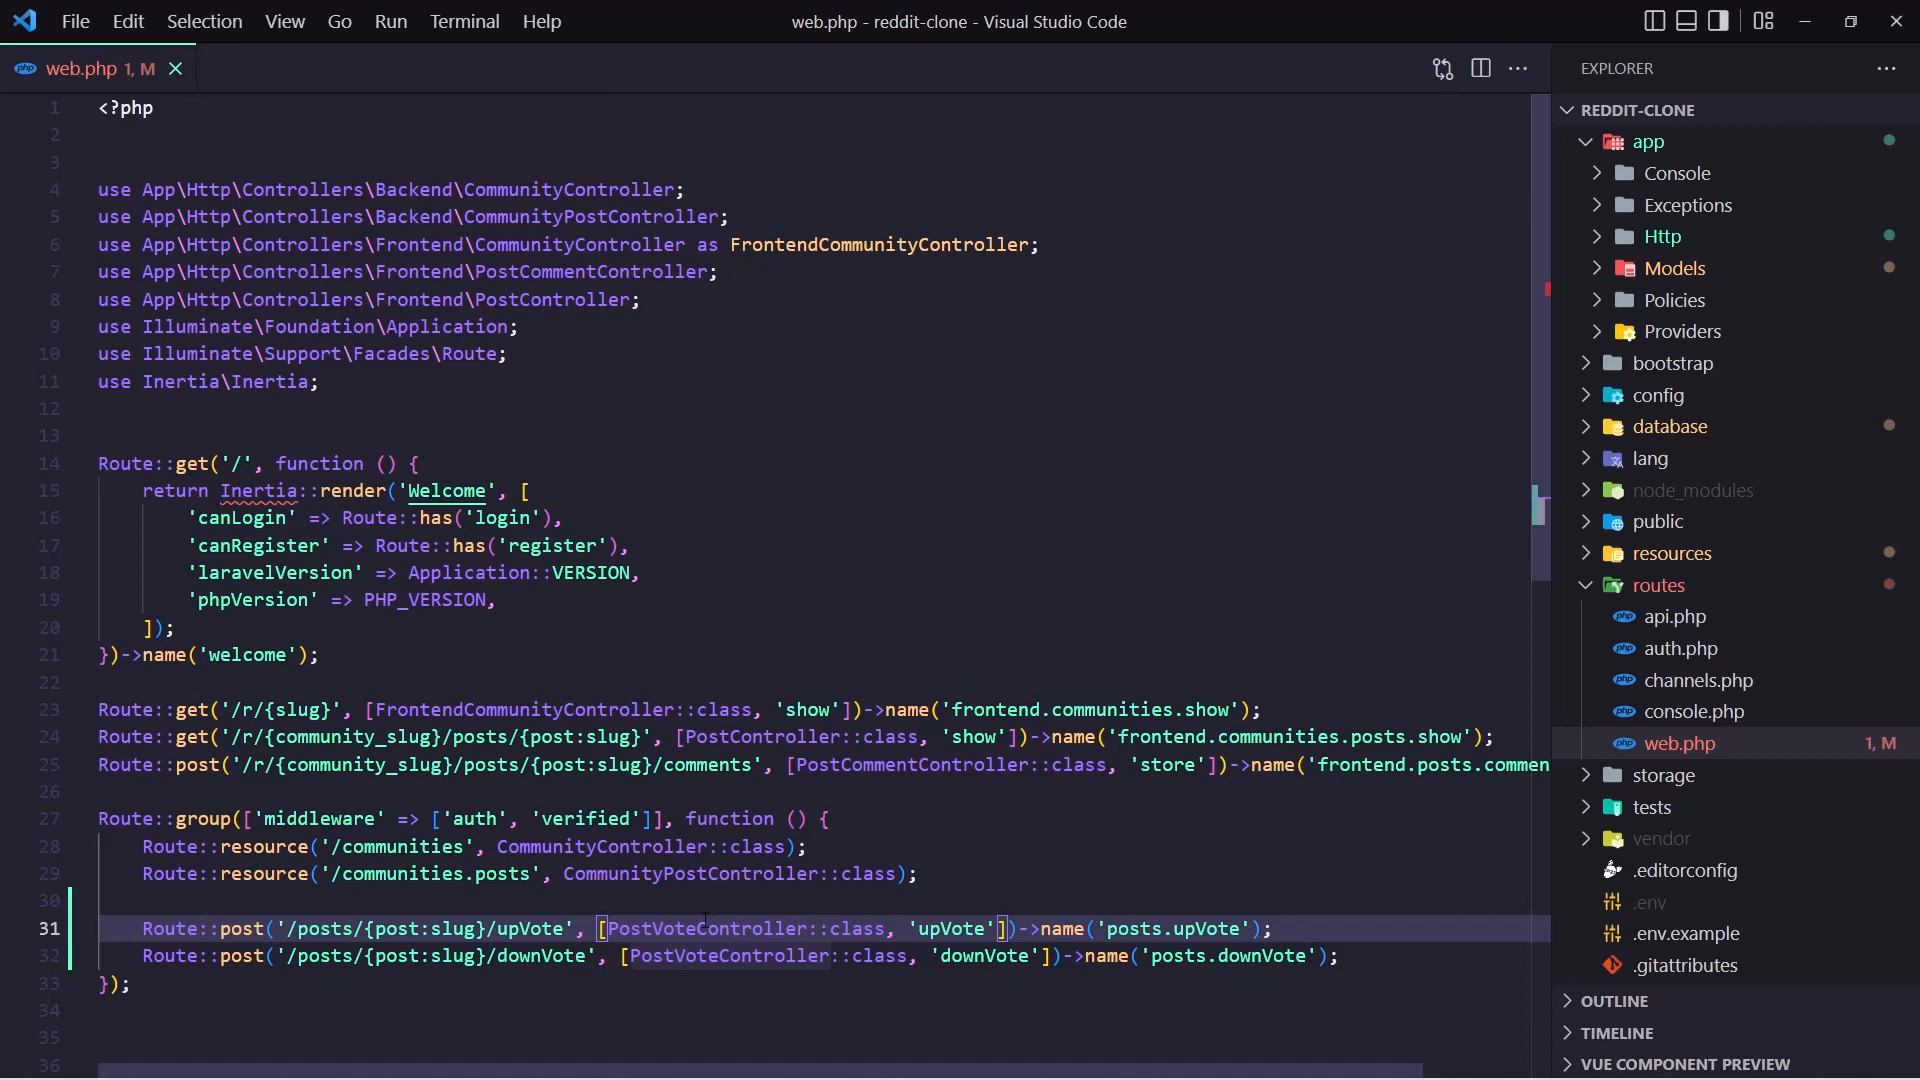 File Edit Selection View Go Run Terminal Help
web.php - reddit-clone - Visual Studio Code
php web.php 1, M
EXPLORER
REDDIT-CLONE
1 <?php
2
3
4 use App\Http\Controllers\Backend\CommunityController;
5 use App\Http\Controllers\Backend\CommunityPostController;
6 use App\Http\Controllers\Frontend\CommunityController as FrontendCommunityController;
7 use App\Http\Controllers\Frontend\PostCommentController;
8 use App\Http\Controllers\Frontend\PostController;
9 use Illuminate\Foundation\Application;
10 use Illuminate\Support\Facades\Route;
11 use Inertia\Inertia;
12
13
14 Route::get('/', function () {
15 return Inertia::render('Welcome', [
16 'canLogin' => Route::has('login'),
17 'canRegister' => Route::has('register'),
18 'laravelVersion' => Application::VERSION,
19 'phpVersion' => PHP_VERSION,
20 ]);
21 })->name('welcome');
22
23 Route::get('/r/{slug}', [FrontendCommunityController::class, 'show'])->name('frontend.communities.show');
24 Route::get('/r/{community_slug}/posts/{post:slug}', [PostController::class, 'show'])->name('frontend.communities.posts.show');
25 Route::post('/r/{community_slug}/posts/{post:slug}/comments', [PostCommentController::class, 'store'])->name('frontend.posts.commen
26
27 Route::group(['middleware' => ['auth', 'verified']], function () {
28 Route::resource('/communities', CommunityController::class);
29 Route::resource('/communities.posts', CommunityPostController::class);
30
31 Route::post('/posts/{post:slug}/upVote', [PostVoteController::class, 'upVote'])->name('posts.upVote');
32 Route::post('/posts/{post:slug}/downVote', [PostVoteController::class, 'downVote'])->name('posts.downVote');
33 });
34
35
36
app
Console
Exceptions
Http
Models
Policies
Providers
bootstrap
config
database
lang
node_modules
public
resources
routes
php api.php
php auth.php
php channels.php
php console.php
php web.php 1, M
storage
tests
vendor
.editorconfig
.env
.env.example
.gitattributes
OUTLINE
TIMELINE
VUE COMPONENT PREVIEW